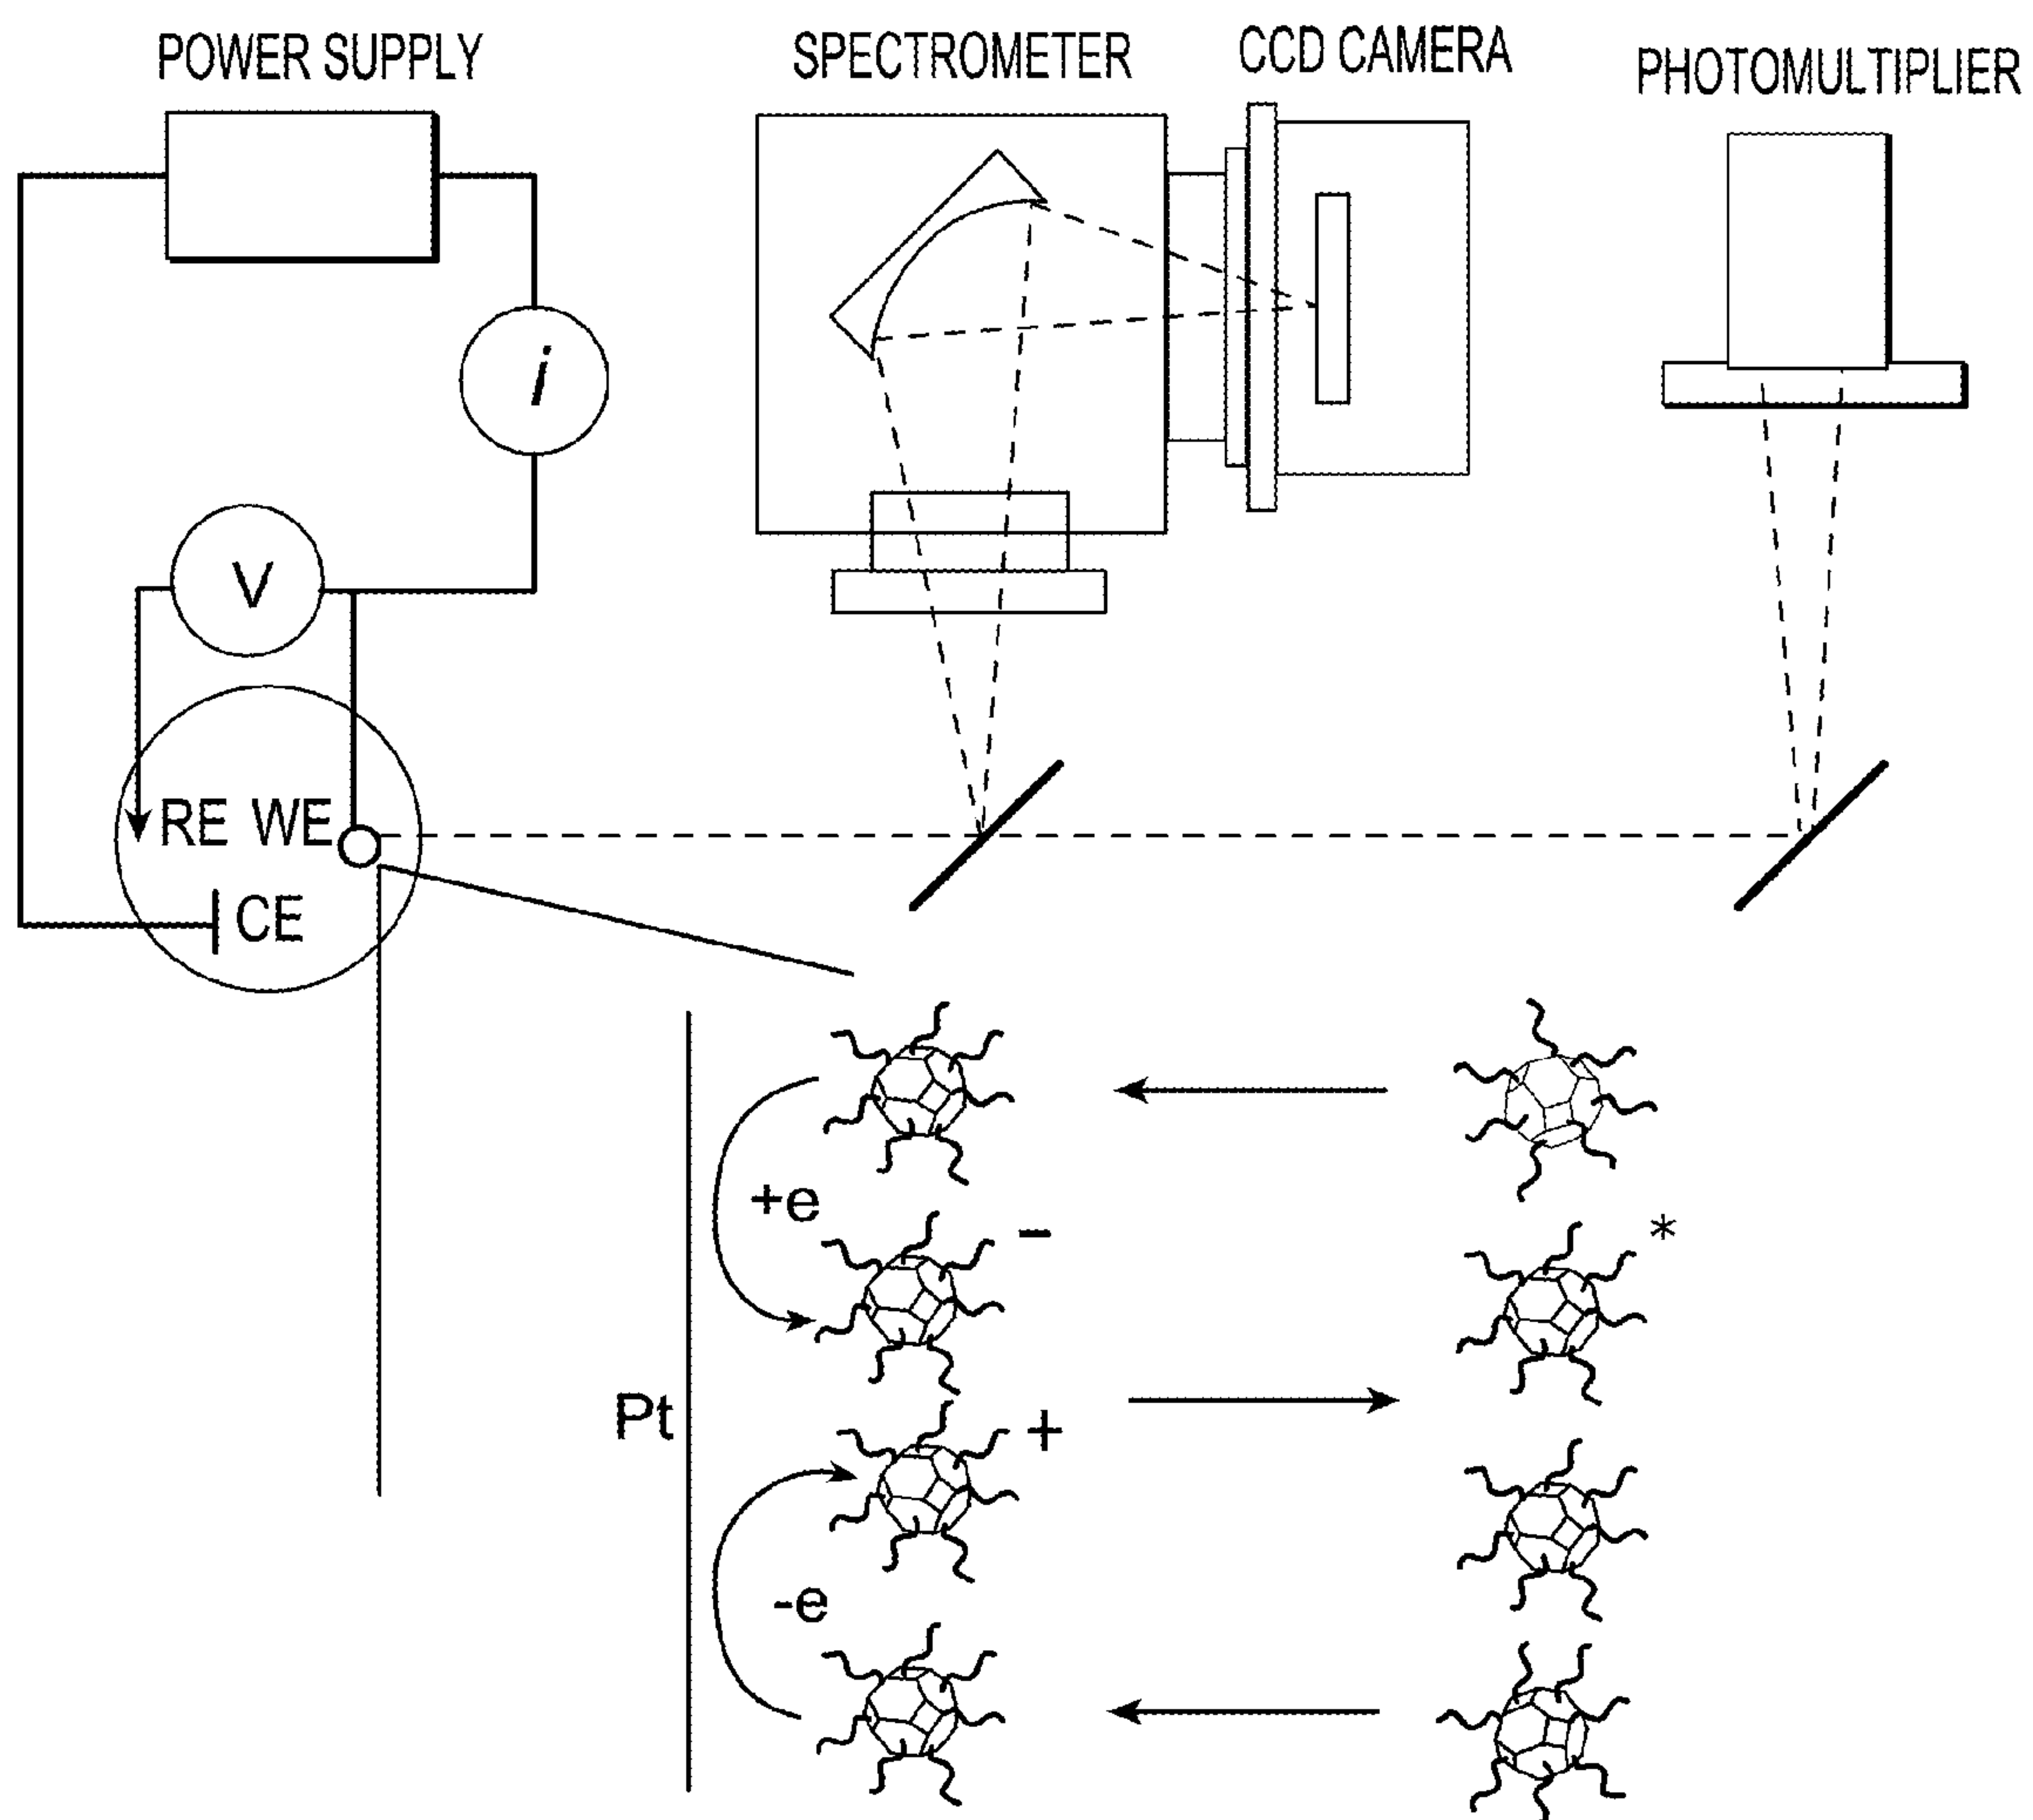 POWER SUPPLY
SPECTROMETER
CCD CAMERA
PHOTOMULTIPLIER
i
V
RE WE
CE
+e
−
*
Pt
+
-e